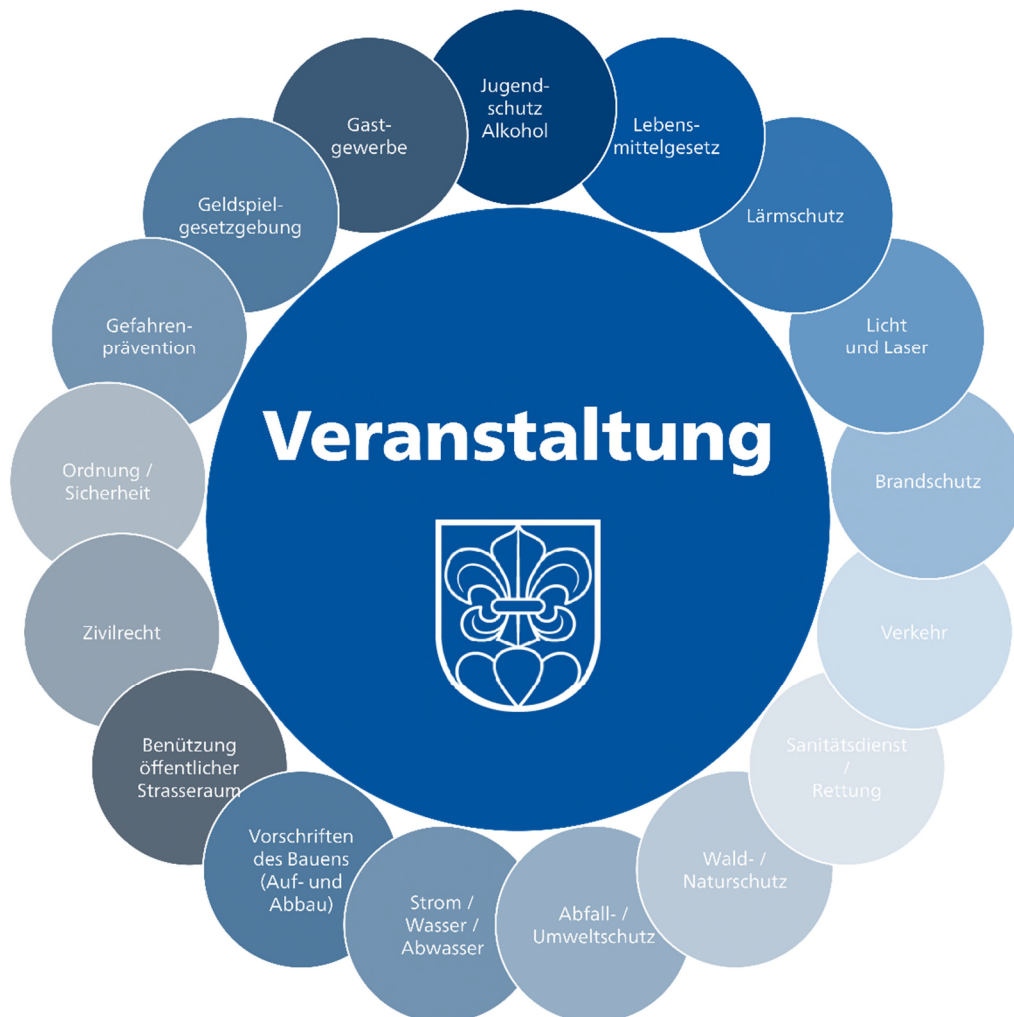 Jugend-
schutz
Alkohol
Lebens-
mittelgesetz
Lärmschutz
Licht
und Laser
Brandschutz
Verkehr
Sanitätsdienst
/
Rettung
Wald- /
Naturschutz
Abfall- /
Umweltschutz
Strom /
Wasser /
Abwasser
Vorschriften
des Bauens
(Auf- und
Abbau)
Benützung
öffentlicher
Strasseraum
Zivilrecht
Ordnung /
Sicherheit
Gefahren-
prävention
Geldspiel-
gesetzgebung
Gast-
gewerbe
Veranstaltung